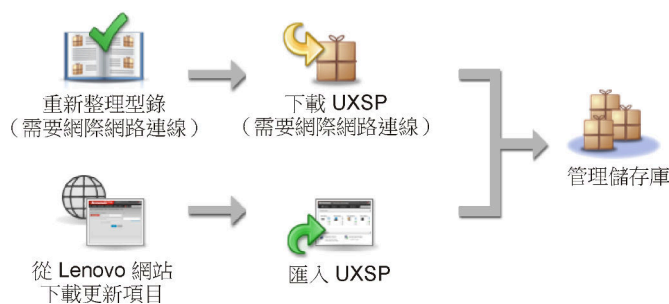 重新整理型錄
（需要網際網路連線）
下載 UXSP
（需要網際網路連線）
管理儲存庫
從 Lenovo 網站
下載更新項目
匯入 UXSP